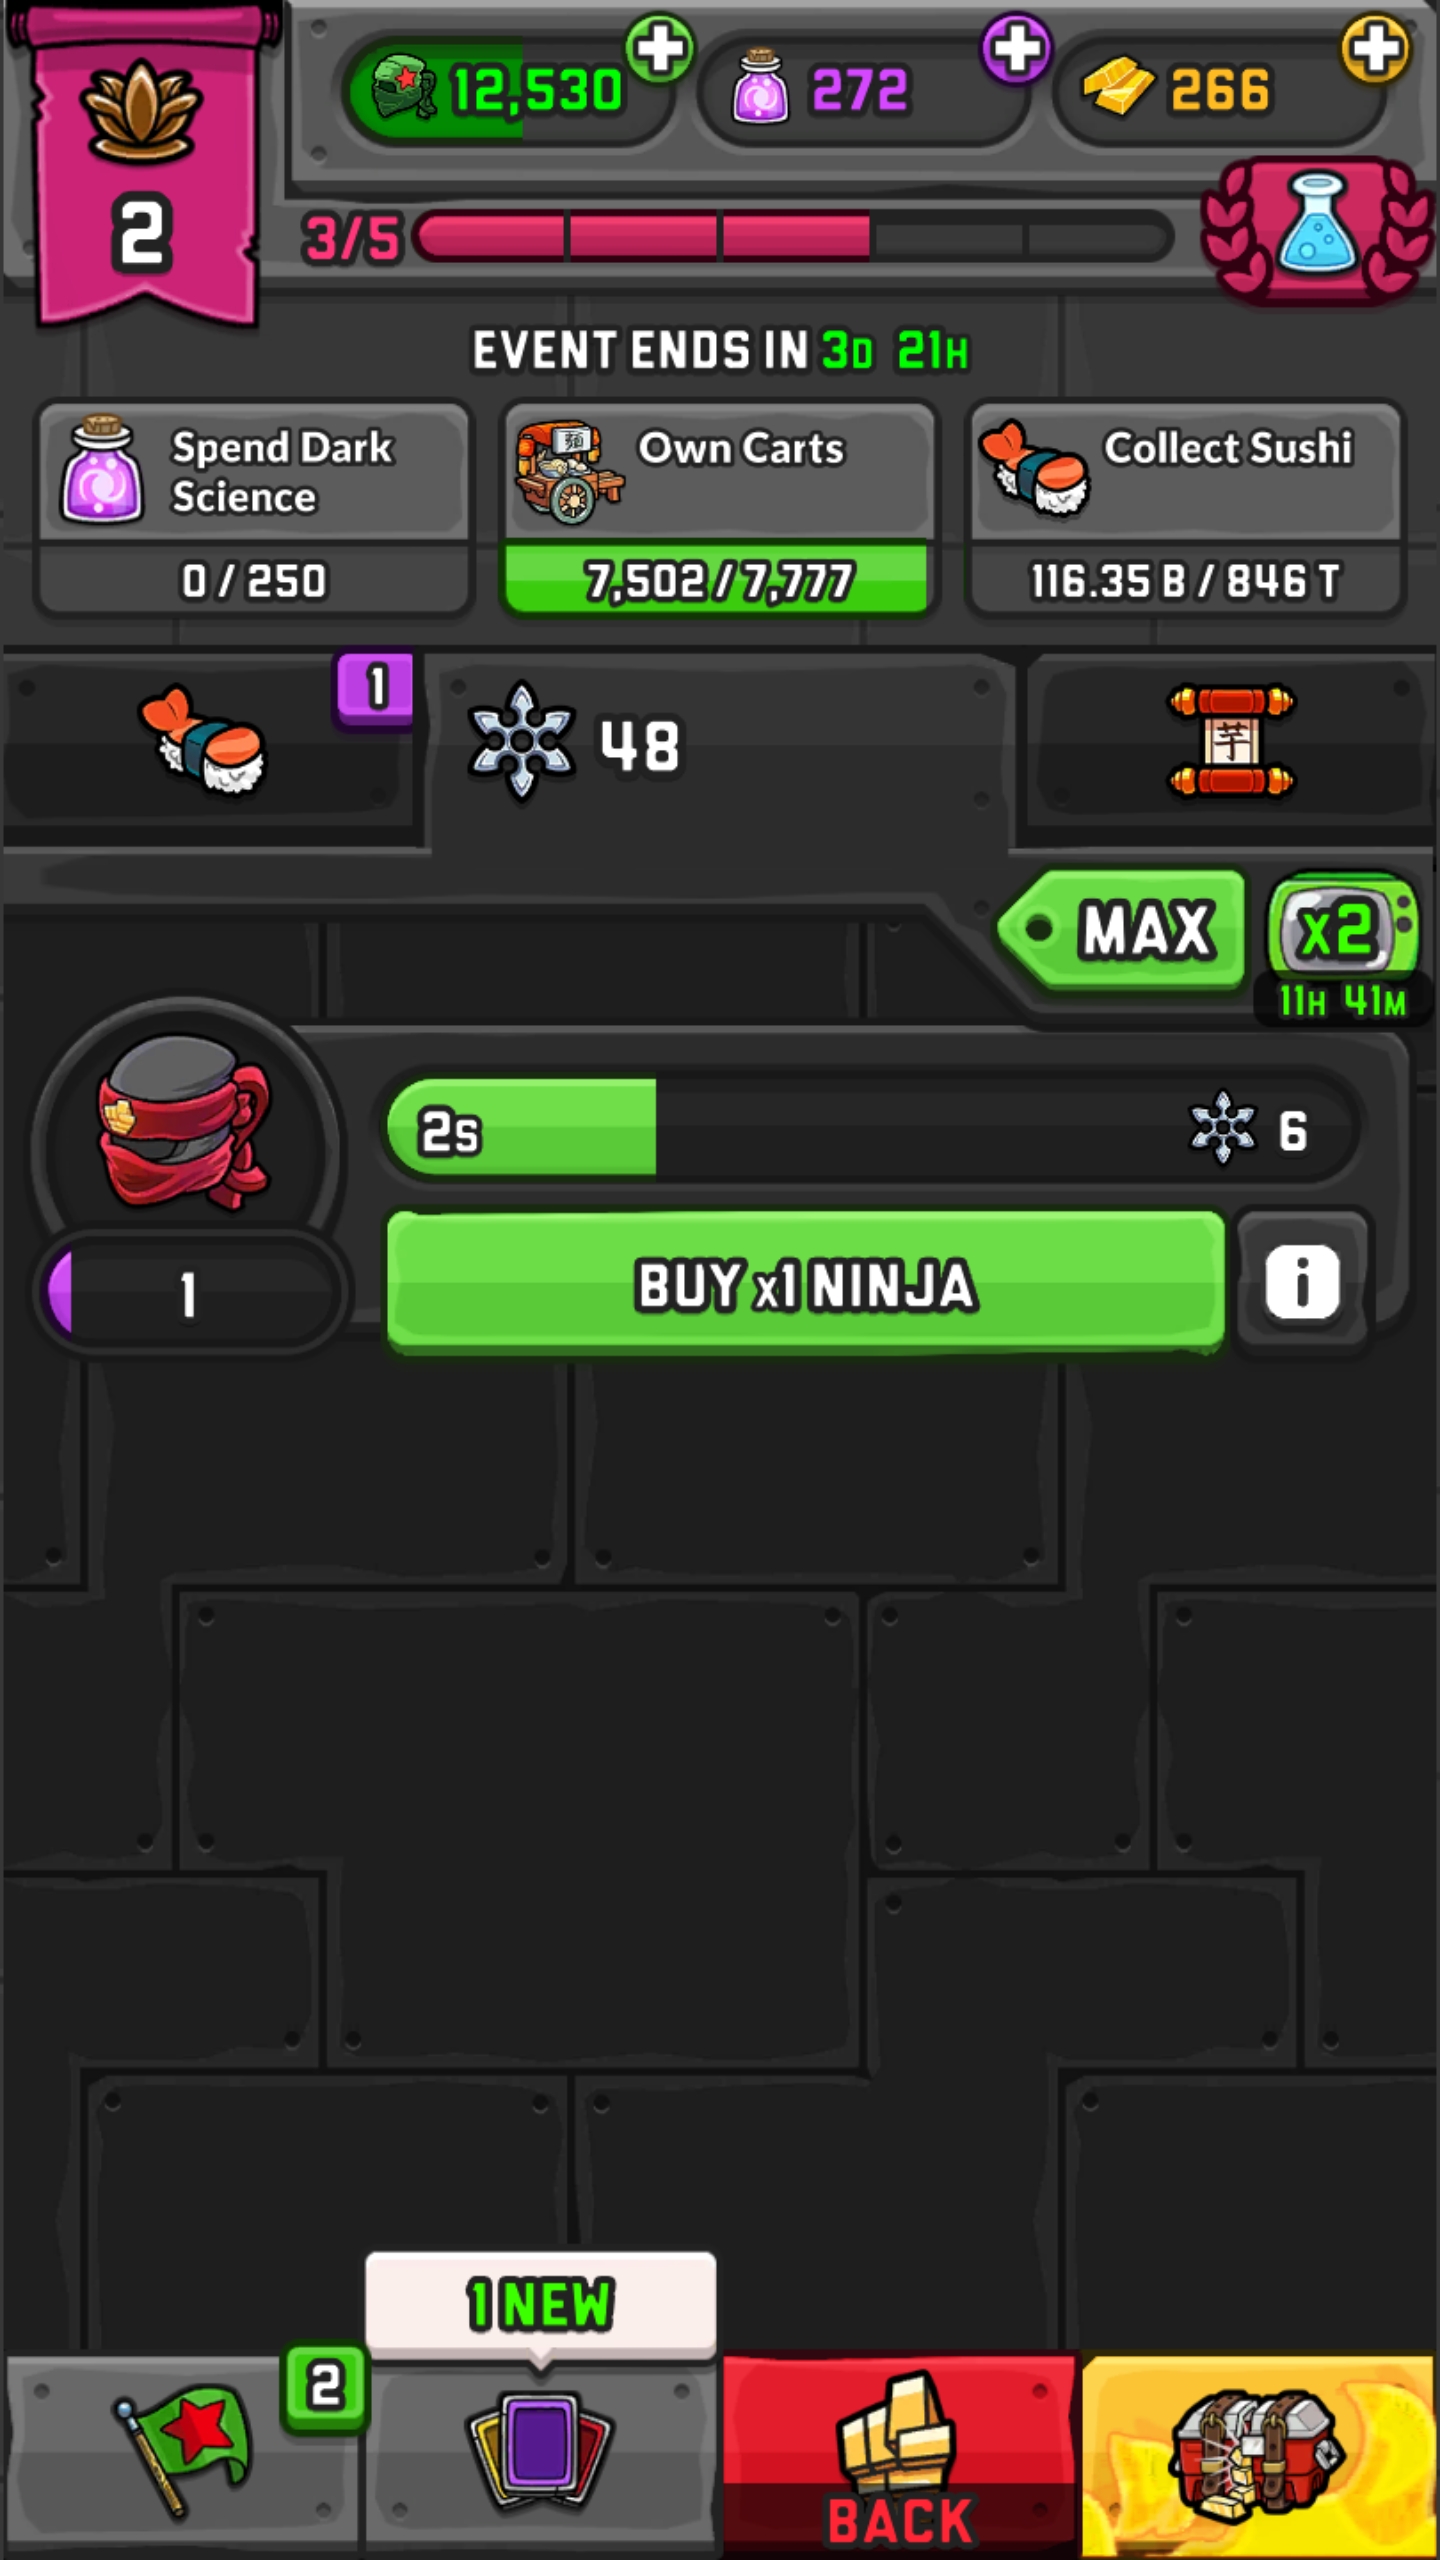 12,530
272
266
2
3/5
EVENT ENDS IN 3D 21H
Spend Dark
Science
0 / 250
Own Carts
7,502 / 7,777
Collect Sushi
116.35 B / 846 T
1
48
芋
MAX
x2
11H 41M
2s
6
1
BUY x1 NINJA
i
1 NEW
2
BACK